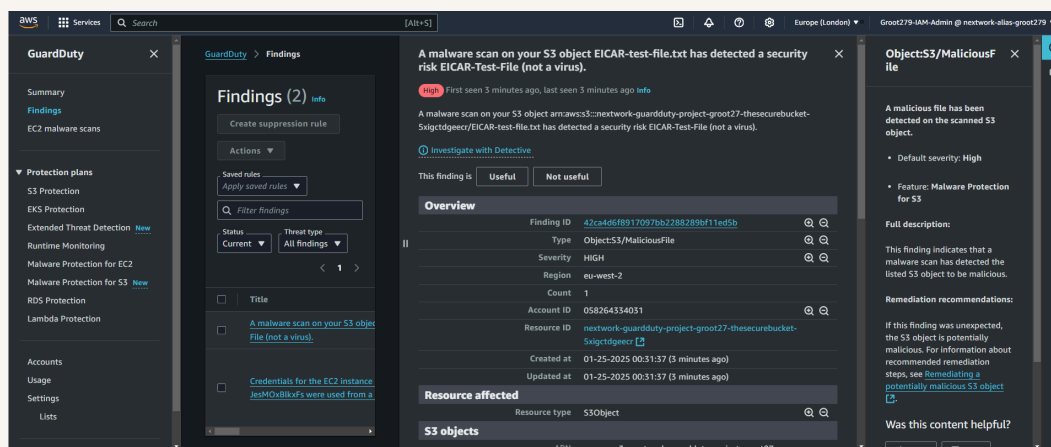 aws Services Search [Alt+S] Europe (London) Groot279-IAM-Admin @ nextwork-alias-groot279
GuardDuty
Summary
Findings
EC2 malware scans
Protection plans
S3 Protection
EKS Protection
Extended Threat Detection New
Runtime Monitoring
Malware Protection for EC2
Malware Protection for S3 New
RDS Protection
Lambda Protection
Accounts
Usage
Settings
Lists
GuardDuty > Findings
Findings (2) Info
Create suppression rule
Actions
Saved rules
Apply saved rules
Filter findings
Status Threat type
Current All findings
1
Title
A malware scan on your S3 objec
File (not a virus).
Credentials for the EC2 instance
JesMOxBlkxFs were used from a
A malware scan on your S3 object EICAR-test-file.txt has detected a security
risk EICAR-Test-File (not a virus).
High First seen 3 minutes ago, last seen 3 minutes ago Info
A malware scan on your S3 object arn:aws:s3:::nextwork-guardduty-project-groot27-thesecurebucket-
5xigctdgeecr/EICAR-test-file.txt has detected a security risk EICAR-Test-File (not a virus).
Investigate with Detective
This finding is Useful Not useful
Overview
Finding ID 42ca4d6f8917097bb2288289bf11ed5b
Type Object:S3/MaliciousFile
Severity HIGH
Region eu-west-2
Count 1
Account ID 058264334031
Resource ID nextwork-guardduty-project-groot27-thesecurebucket-
5xigctdgeecr
Created at 01-25-2025 00:31:37 (3 minutes ago)
Updated at 01-25-2025 00:31:37 (3 minutes ago)
Resource affected
Resource type S3Object
S3 objects
Object:S3/MaliciousF
ile
A malicious file has been
detected on the scanned S3
object.
• Default severity: High
• Feature: Malware Protection
for S3
Full description:
This finding indicates that a
malware scan has detected the
listed S3 object to be malicious.
Remediation recommendations:
If this finding was unexpected,
the S3 object is potentially
malicious. For information about
recommended remediation
steps, see Remediating a
potentially malicious S3 object
.
Was this content helpful?